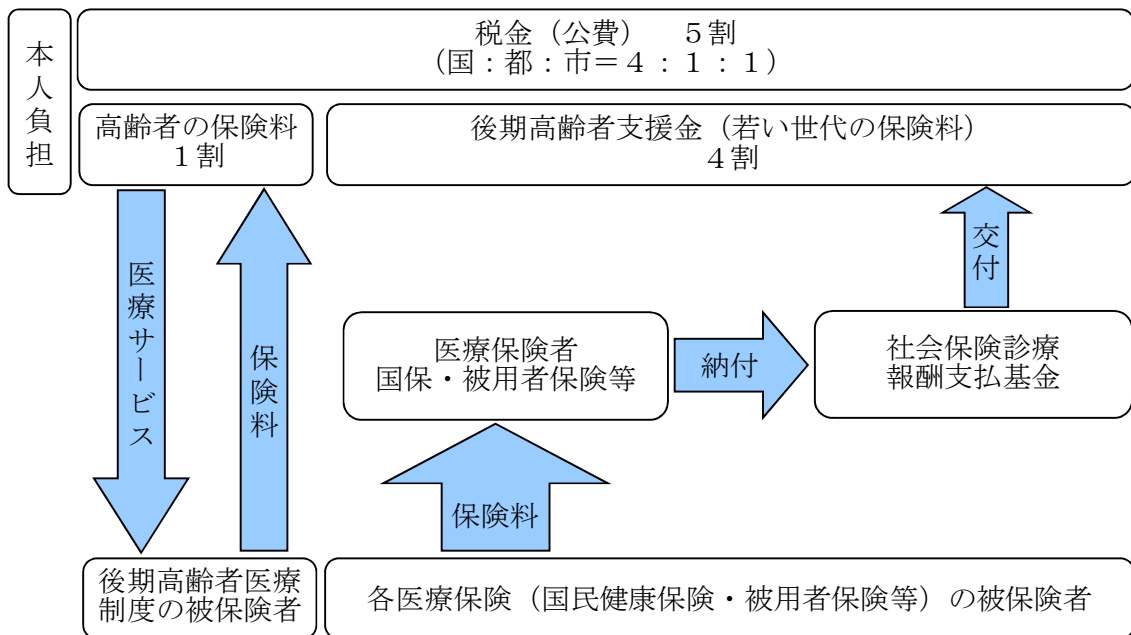 本人負担
税金（公費）　５割
（国：都：市＝４：１：１）
高齢者の保険料
１割
後期高齢者支援金（若い世代の保険料）
４割
医療サービス
保険料
交付
医療保険者
国保・被用者保険等
納付
社会保険診療
報酬支払基金
保険料
後期高齢者医療
制度の被保険者
各医療保険（国民健康保険・被用者保険等）の被保険者